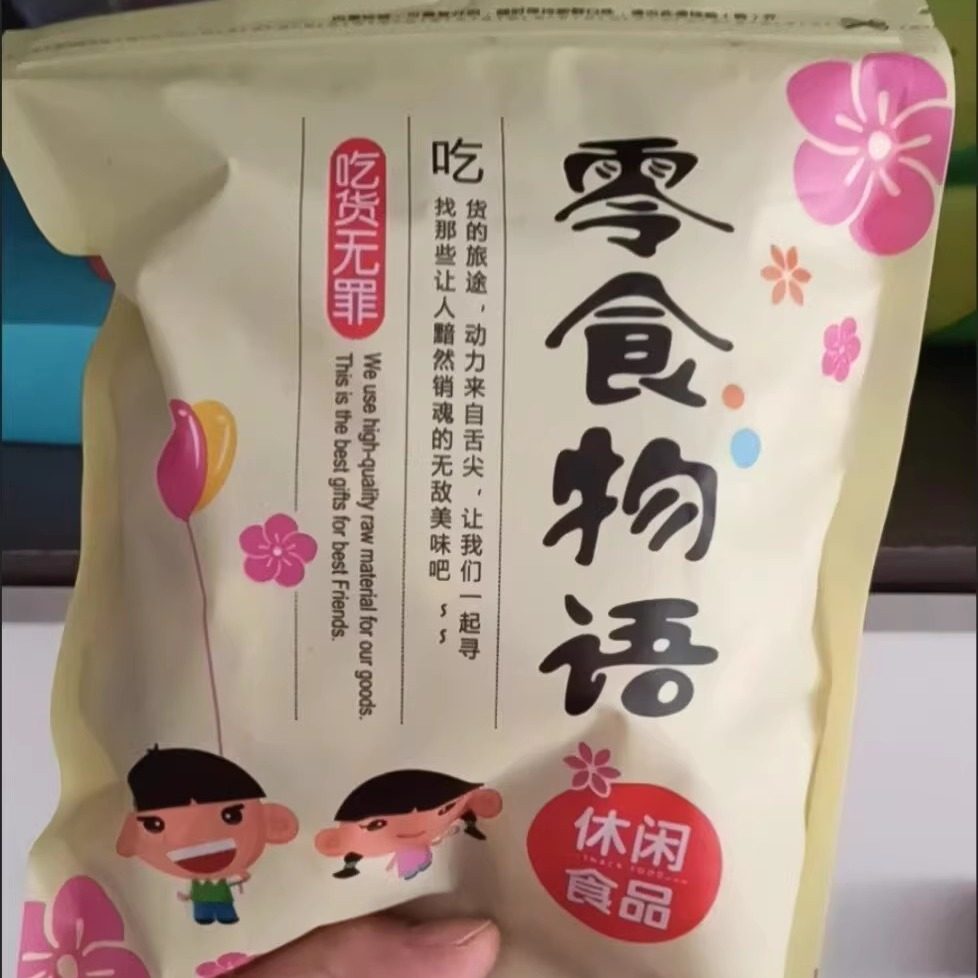 零食物语
吃货的旅途，动力来自舌尖，让我们一起寻
找那些让人黯然销魂的无敌美味吧～～
吃货无罪
We use high-quality raw material for our goods.
This is the best gifts for best Friends.
休闲
SNACK FOOD
食品